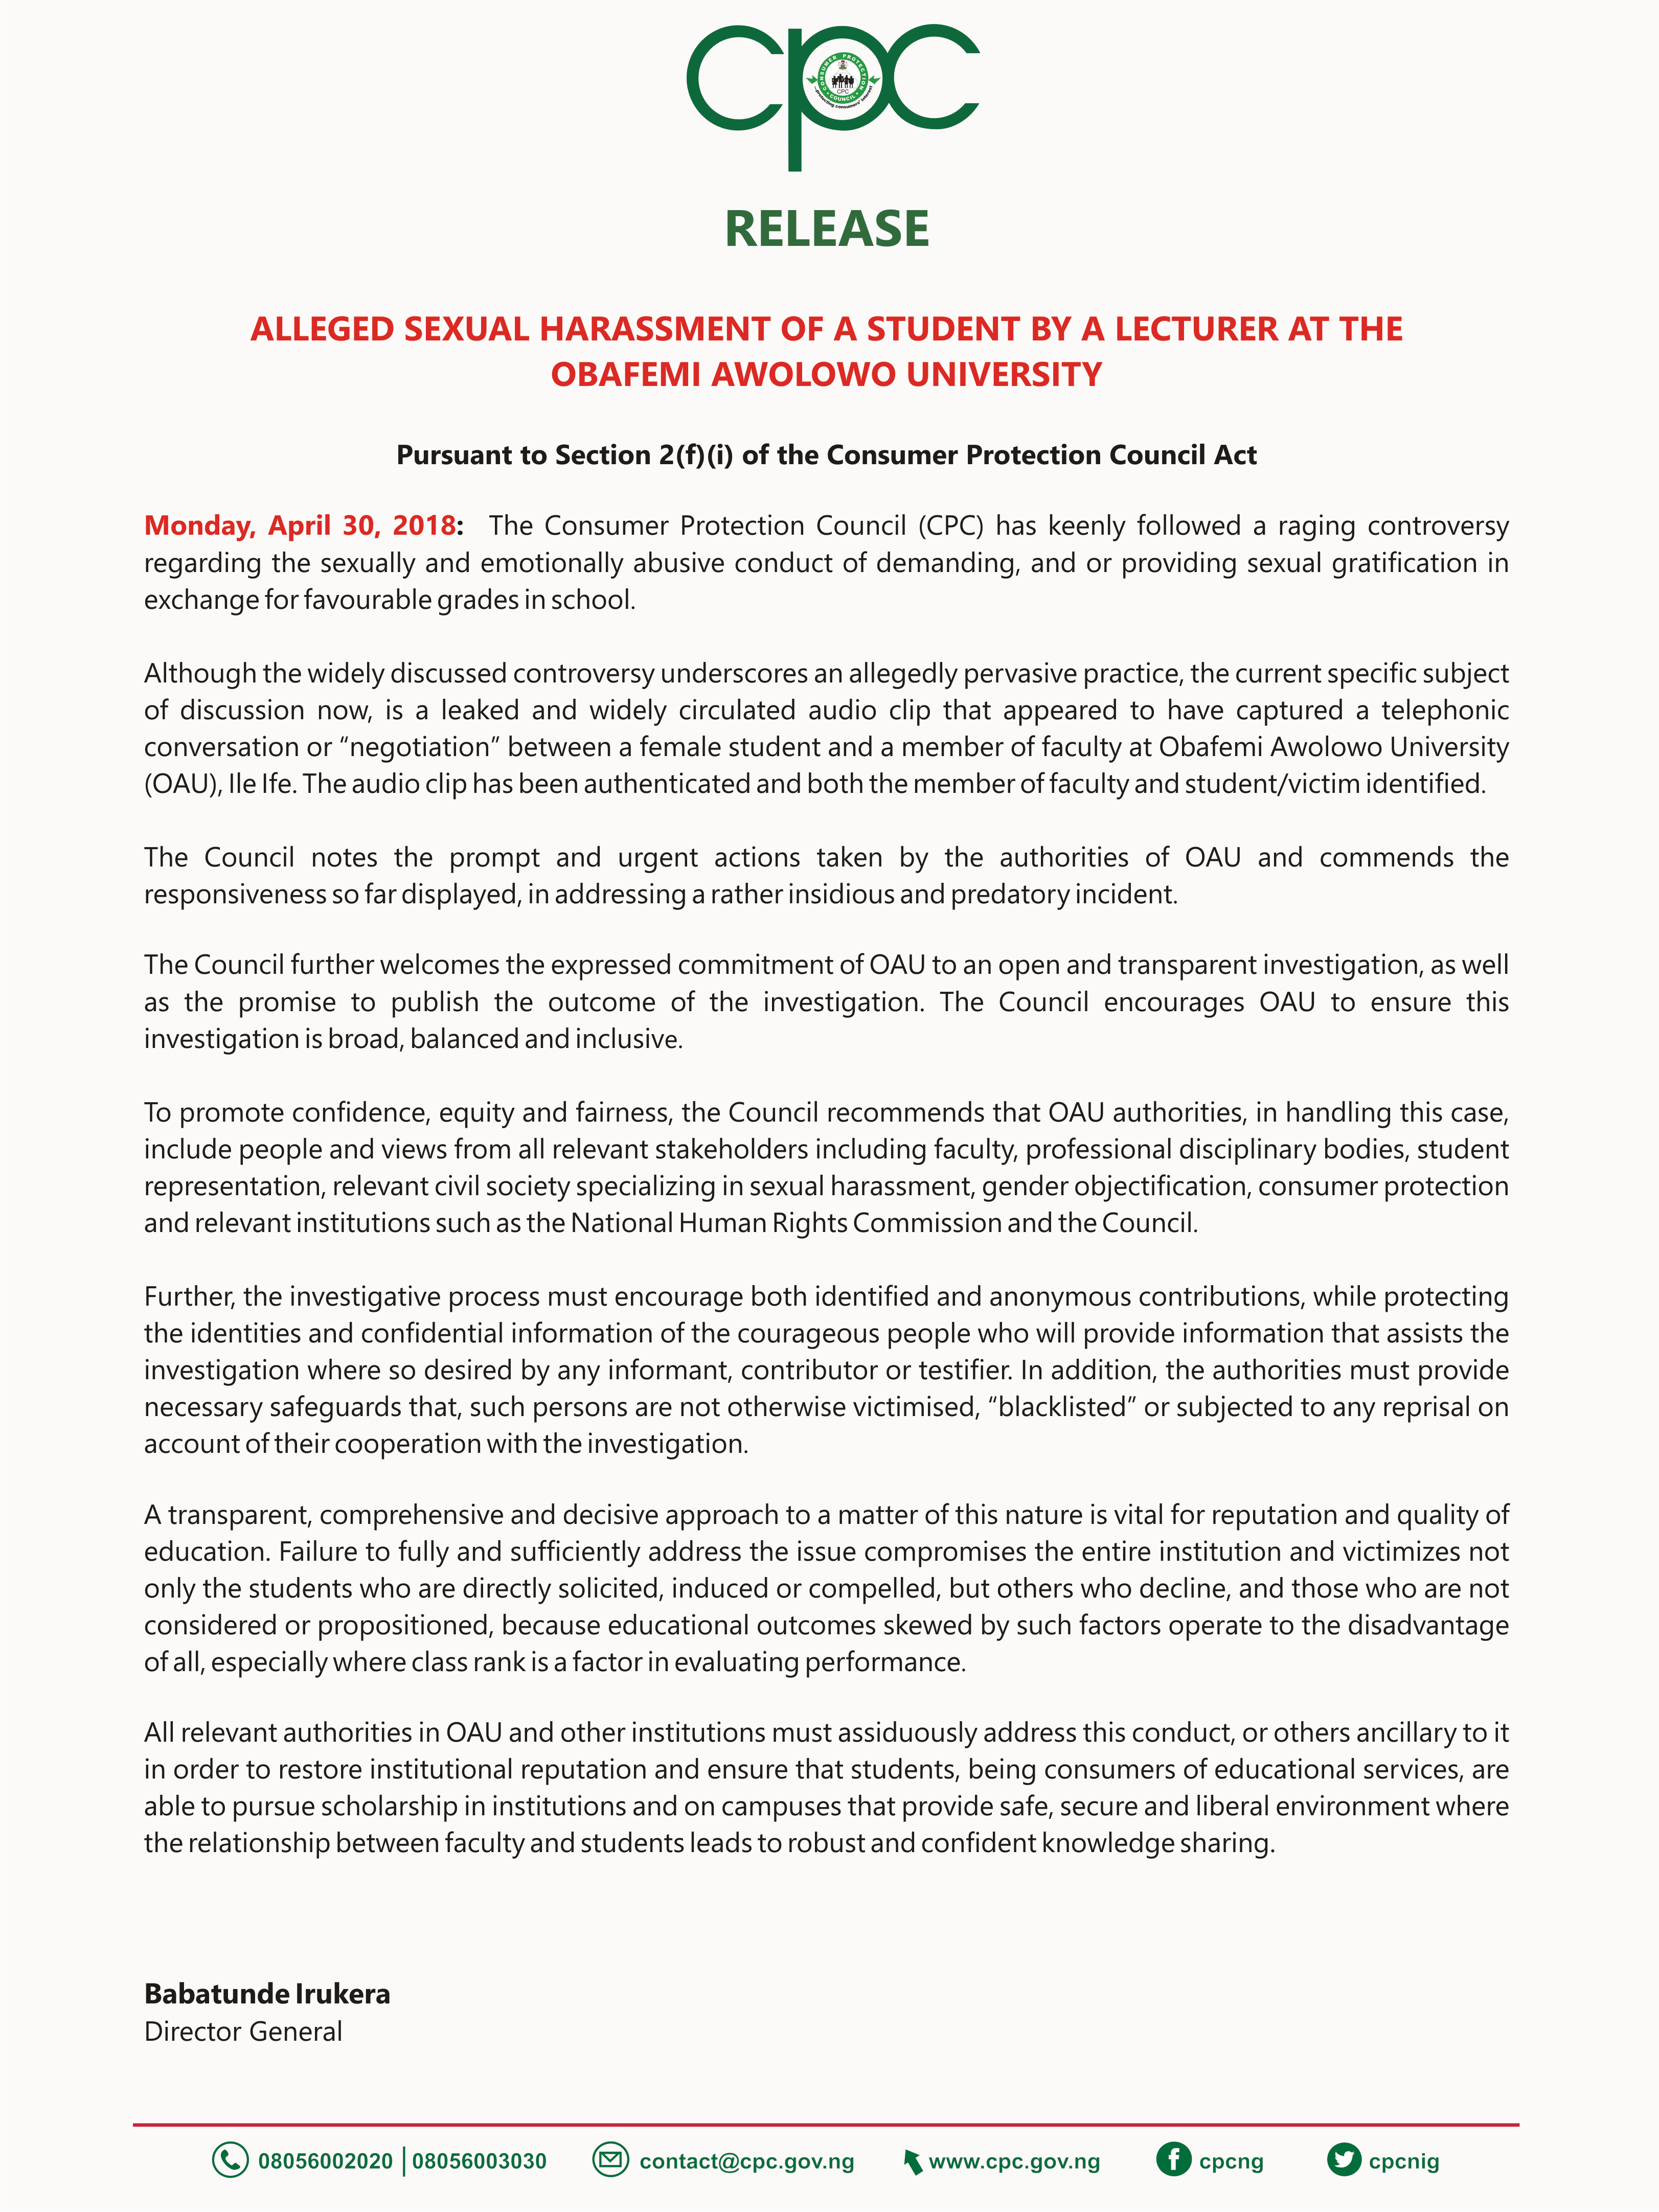 cpc
CONSUMER PROTECTION
CPC
COUNCIL
...protecting consumers' interest
RELEASE
ALLEGED SEXUAL HARASSMENT OF A STUDENT BY A LECTURER AT THE
OBAFEMI AWOLOWO UNIVERSITY
Pursuant to Section 2(f)(i) of the Consumer Protection Council Act
Monday, April 30, 2018: The Consumer Protection Council (CPC) has keenly followed a raging controversy
regarding the sexually and emotionally abusive conduct of demanding, and or providing sexual gratification in
exchange for favourable grades in school.
Although the widely discussed controversy underscores an allegedly pervasive practice, the current specific subject
of discussion now, is a leaked and widely circulated audio clip that appeared to have captured a telephonic
conversation or “negotiation” between a female student and a member of faculty at Obafemi Awolowo University
(OAU), Ile Ife. The audio clip has been authenticated and both the member of faculty and student/victim identified.
The Council notes the prompt and urgent actions taken by the authorities of OAU and commends the
responsiveness so far displayed, in addressing a rather insidious and predatory incident.
The Council further welcomes the expressed commitment of OAU to an open and transparent investigation, as well
as the promise to publish the outcome of the investigation. The Council encourages OAU to ensure this
investigation is broad, balanced and inclusive.
To promote confidence, equity and fairness, the Council recommends that OAU authorities, in handling this case,
include people and views from all relevant stakeholders including faculty, professional disciplinary bodies, student
representation, relevant civil society specializing in sexual harassment, gender objectification, consumer protection
and relevant institutions such as the National Human Rights Commission and the Council.
Further, the investigative process must encourage both identified and anonymous contributions, while protecting
the identities and confidential information of the courageous people who will provide information that assists the
investigation where so desired by any informant, contributor or testifier. In addition, the authorities must provide
necessary safeguards that, such persons are not otherwise victimised, “blacklisted” or subjected to any reprisal on
account of their cooperation with the investigation.
A transparent, comprehensive and decisive approach to a matter of this nature is vital for reputation and quality of
education. Failure to fully and sufficiently address the issue compromises the entire institution and victimizes not
only the students who are directly solicited, induced or compelled, but others who decline, and those who are not
considered or propositioned, because educational outcomes skewed by such factors operate to the disadvantage
of all, especially where class rank is a factor in evaluating performance.
All relevant authorities in OAU and other institutions must assiduously address this conduct, or others ancillary to it
in order to restore institutional reputation and ensure that students, being consumers of educational services, are
able to pursue scholarship in institutions and on campuses that provide safe, secure and liberal environment where
the relationship between faculty and students leads to robust and confident knowledge sharing.
Babatunde Irukera
Director General
08056002020 | 08056003030 contact@cpc.gov.ng www.cpc.gov.ng cpcng cpcnig